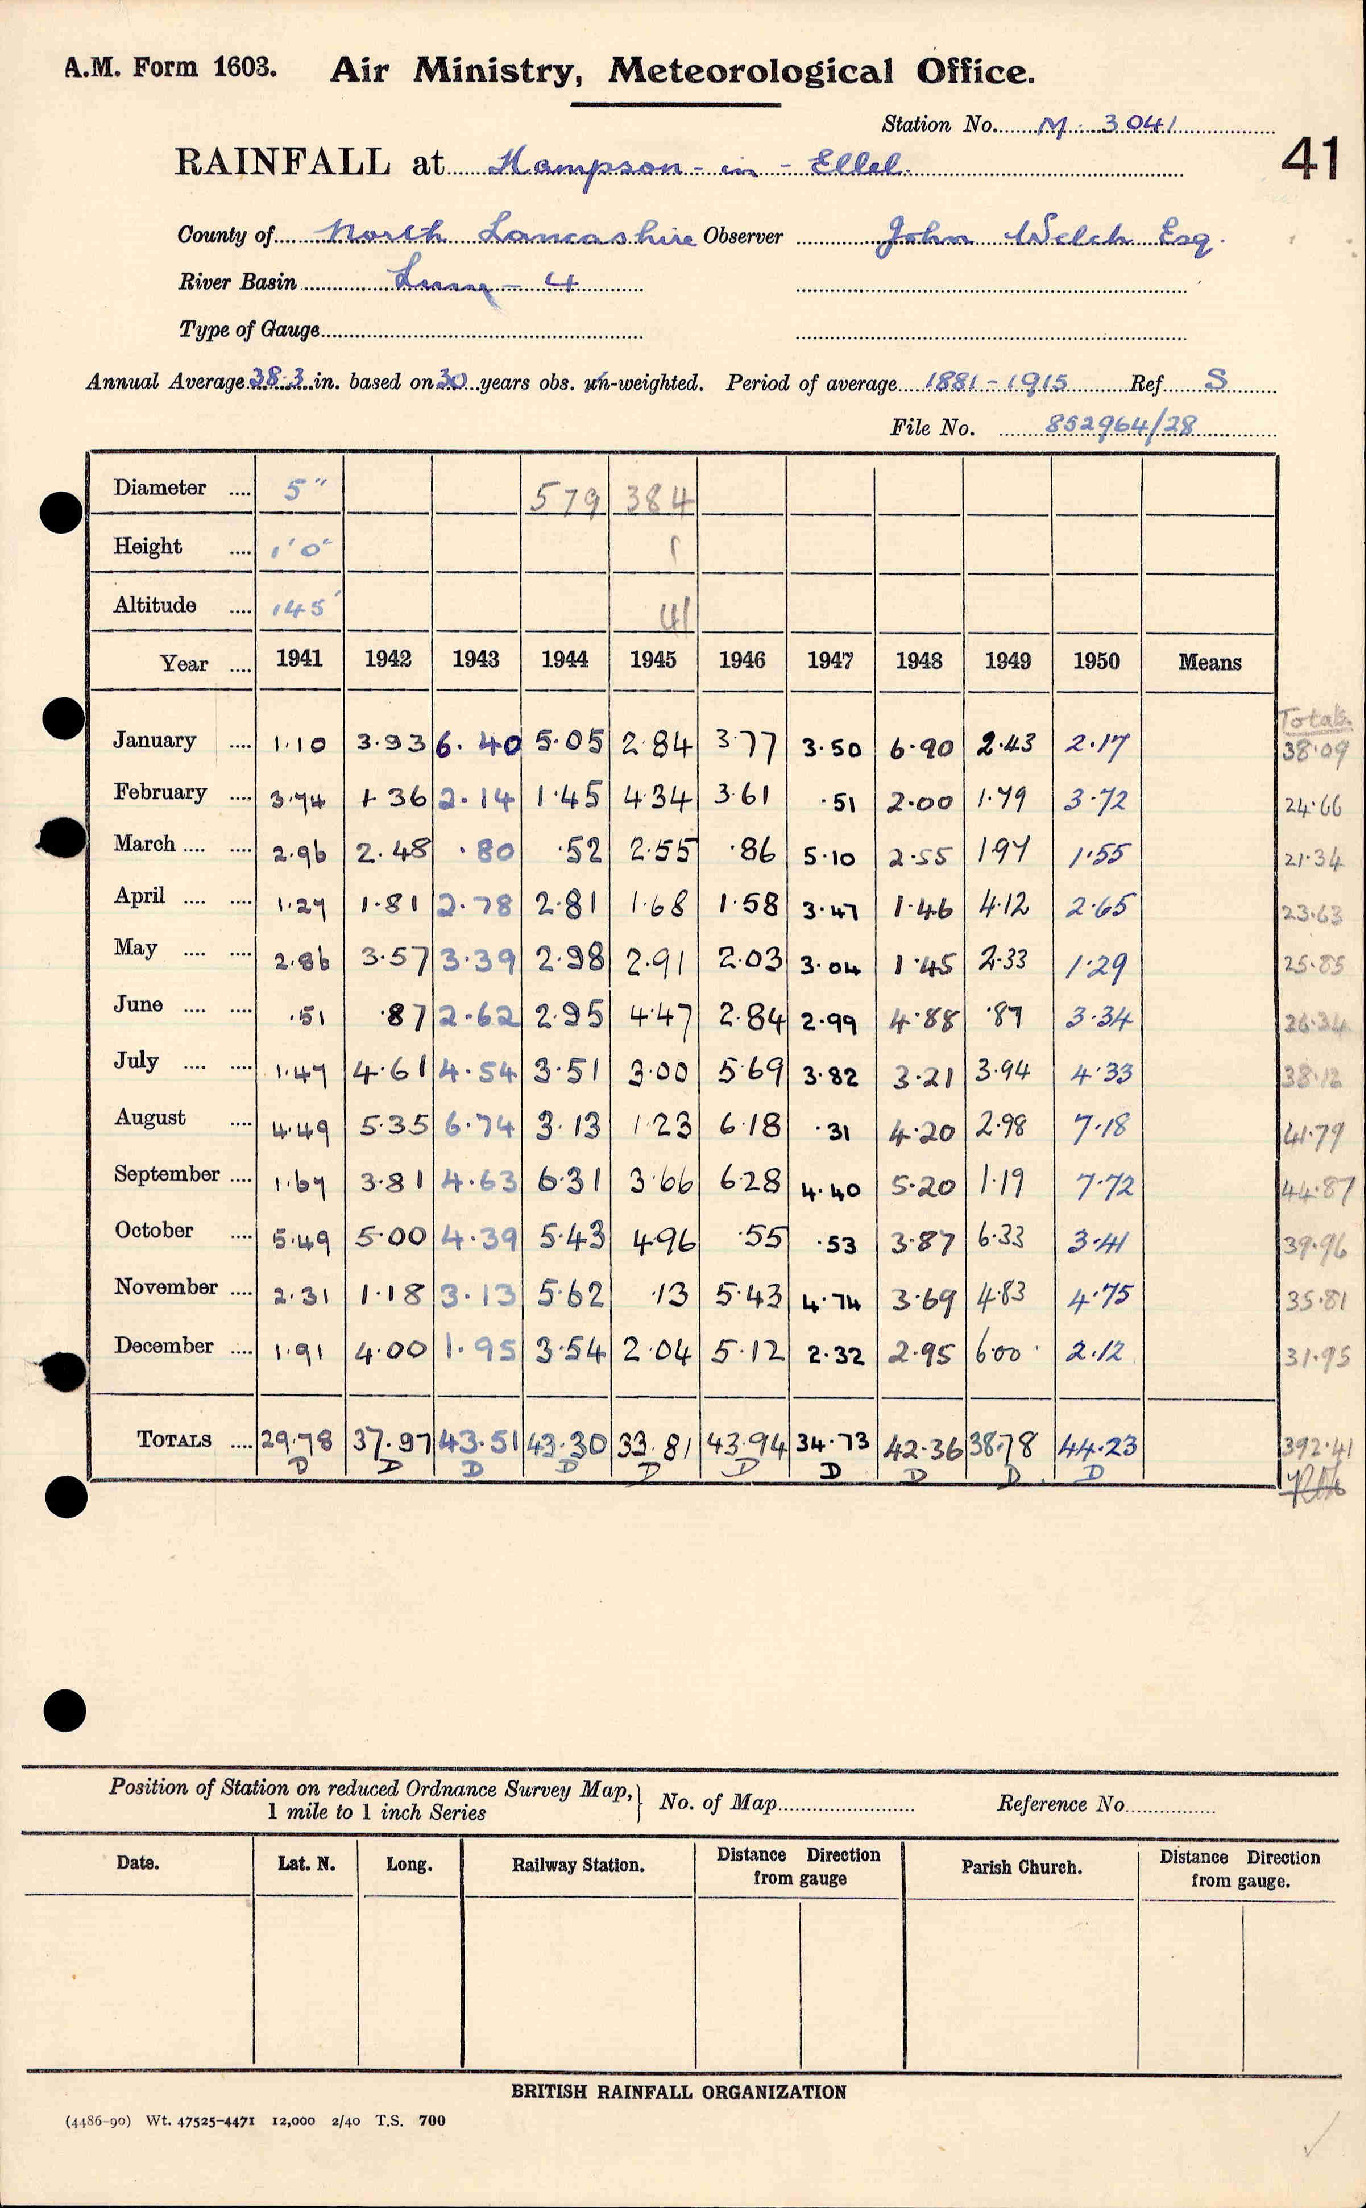 A.M. Form 1603. Air Ministry, Meteorological Office.
Station No. M. 3041
41
RAINFALL at Hampson-in-Ellel.
County of North Lancashire Observer John Welch Esq.
River Basin Lune - 4
Type of Gauge
Annual Average 38.3 in. based on 30 years obs. un-weighted. Period of average 1881-1915 Ref S
File No. 852964/28
Diameter .... 5" 579 384
Height .... 1'0" 1
Altitude .... 145' 41
Year .... 1941 1942 1943 1944 1945 1946 1947 1948 1949 1950 Means
Totals
January .... 1.10 3.93 6.40 5.05 2.84 3.77 3.50 6.90 2.43 2.17 38.09
February .... 3.74 1.36 2.14 1.45 4.34 3.61 .51 2.00 1.79 3.72 24.66
March .... .... 2.96 2.48 .80 .52 2.55 .86 5.10 2.55 1.97 1.55 21.34
April .... .... 1.27 1.81 2.78 2.81 1.68 1.58 3.47 1.46 4.12 2.65 23.63
May .... .... 2.86 3.57 3.39 2.98 2.91 2.03 3.04 1.45 2.33 1.29 25.85
June .... .... .51 .87 2.62 2.95 4.47 2.84 2.99 4.88 .87 3.34 26.34
July .... .... 1.47 4.61 4.54 3.51 3.00 5.69 3.82 3.21 3.94 4.33 38.12
August .... 4.49 5.35 6.74 3.13 1.23 6.18 .31 4.20 2.98 7.18 41.79
September .... 1.67 3.81 4.63 6.31 3.66 6.28 4.40 5.20 1.19 7.72 44.87
October .... 5.49 5.00 4.39 5.43 4.96 .55 .53 3.87 6.33 3.41 39.96
November .... 2.31 1.18 3.13 5.62 .13 5.43 4.74 3.69 4.83 4.75 35.81
December .... 1.91 4.00 1.95 3.54 2.04 5.12 2.32 2.95 6.00 2.12 31.95
TOTALS .... 29.78 37.97 43.51 43.30 33.81 43.94 34.73 42.36 38.78 44.23 392.41
D D D D D D D D D D
Position of Station on reduced Ordnance Survey Map, 1 mile to 1 inch Series } No. of Map Reference No.
Date. Lat. N. Long. Railway Station. Distance Direction from gauge Parish Church. Distance Direction from gauge.
BRITISH RAINFALL ORGANIZATION
(4486-90) Wt. 47525-4471 12,000 2/40 T.S. 700